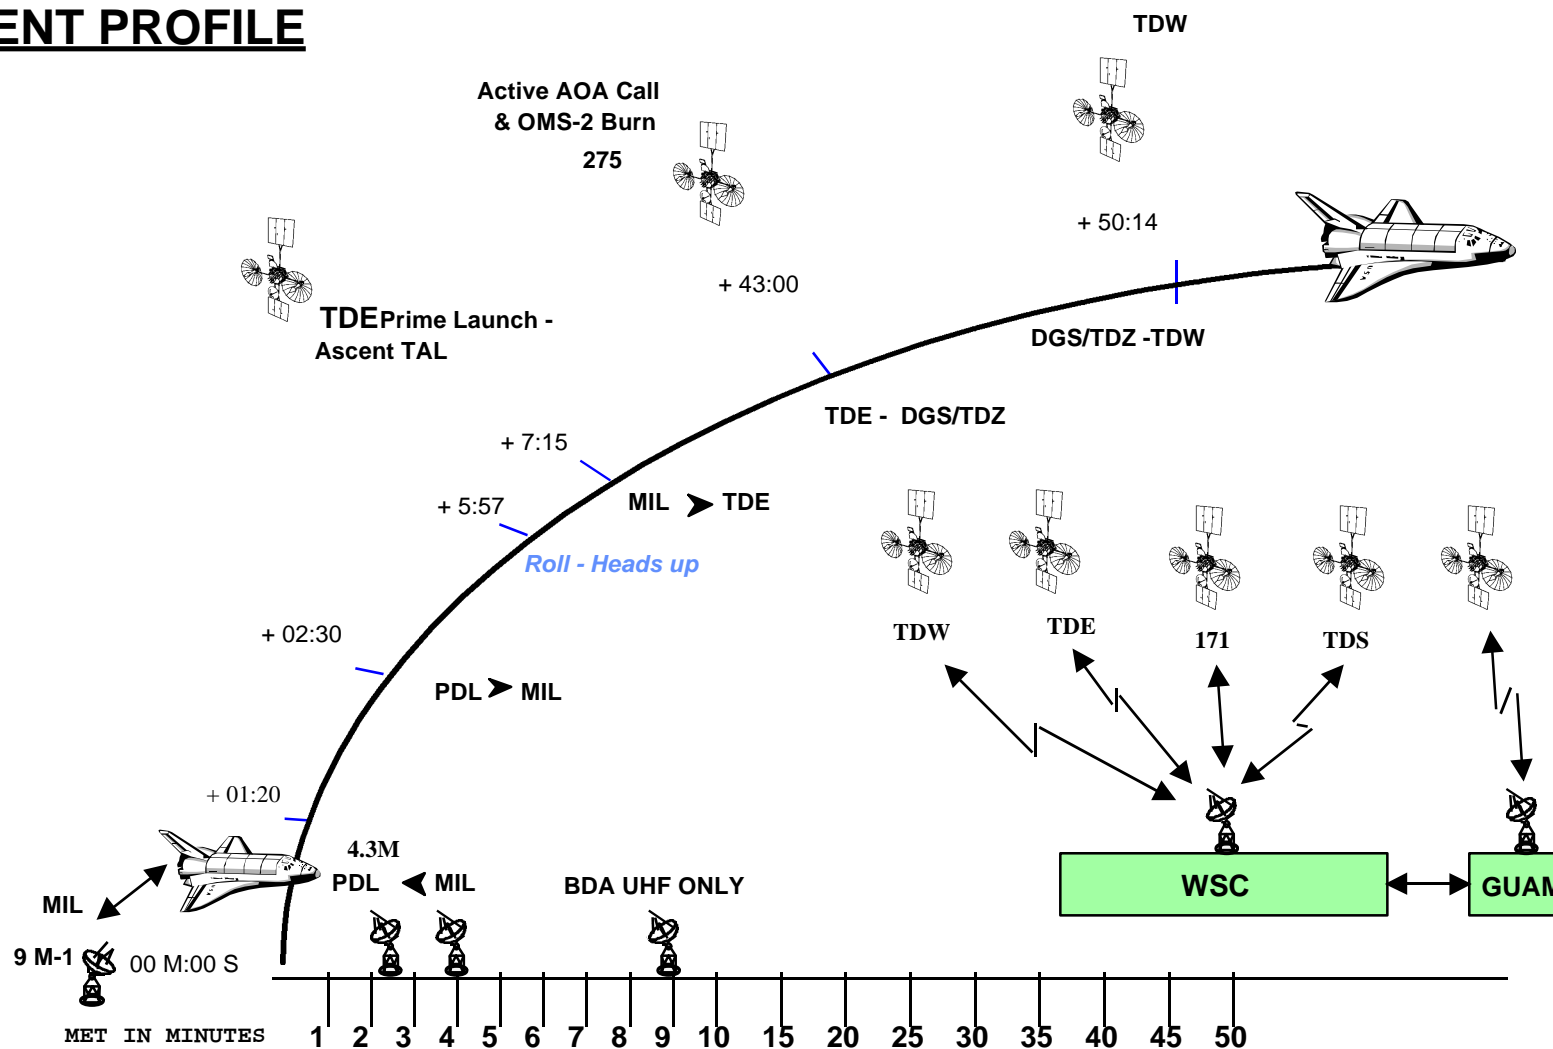 ENT PROFILE
TDW
Active AOA Call
& OMS-2 Burn
275
+ 50:14
+ 43:00
TDE Prime Launch -
Ascent TAL
DGS/TDZ -TDW
TDE - DGS/TDZ
+ 7:15
MIL TDE
+ 5:57
Roll - Heads up
+ 02:30
PDL MIL
TDW
TDE
171
TDS
+ 01:20
4.3M
PDL MIL
BDA UHF ONLY
WSC
GUAM
MIL
9 M-1
00 M:00 S
MET IN MINUTES
1 2 3 4 5 6 7 8 9 10 15 20 25 30 35 40 45 50
USA